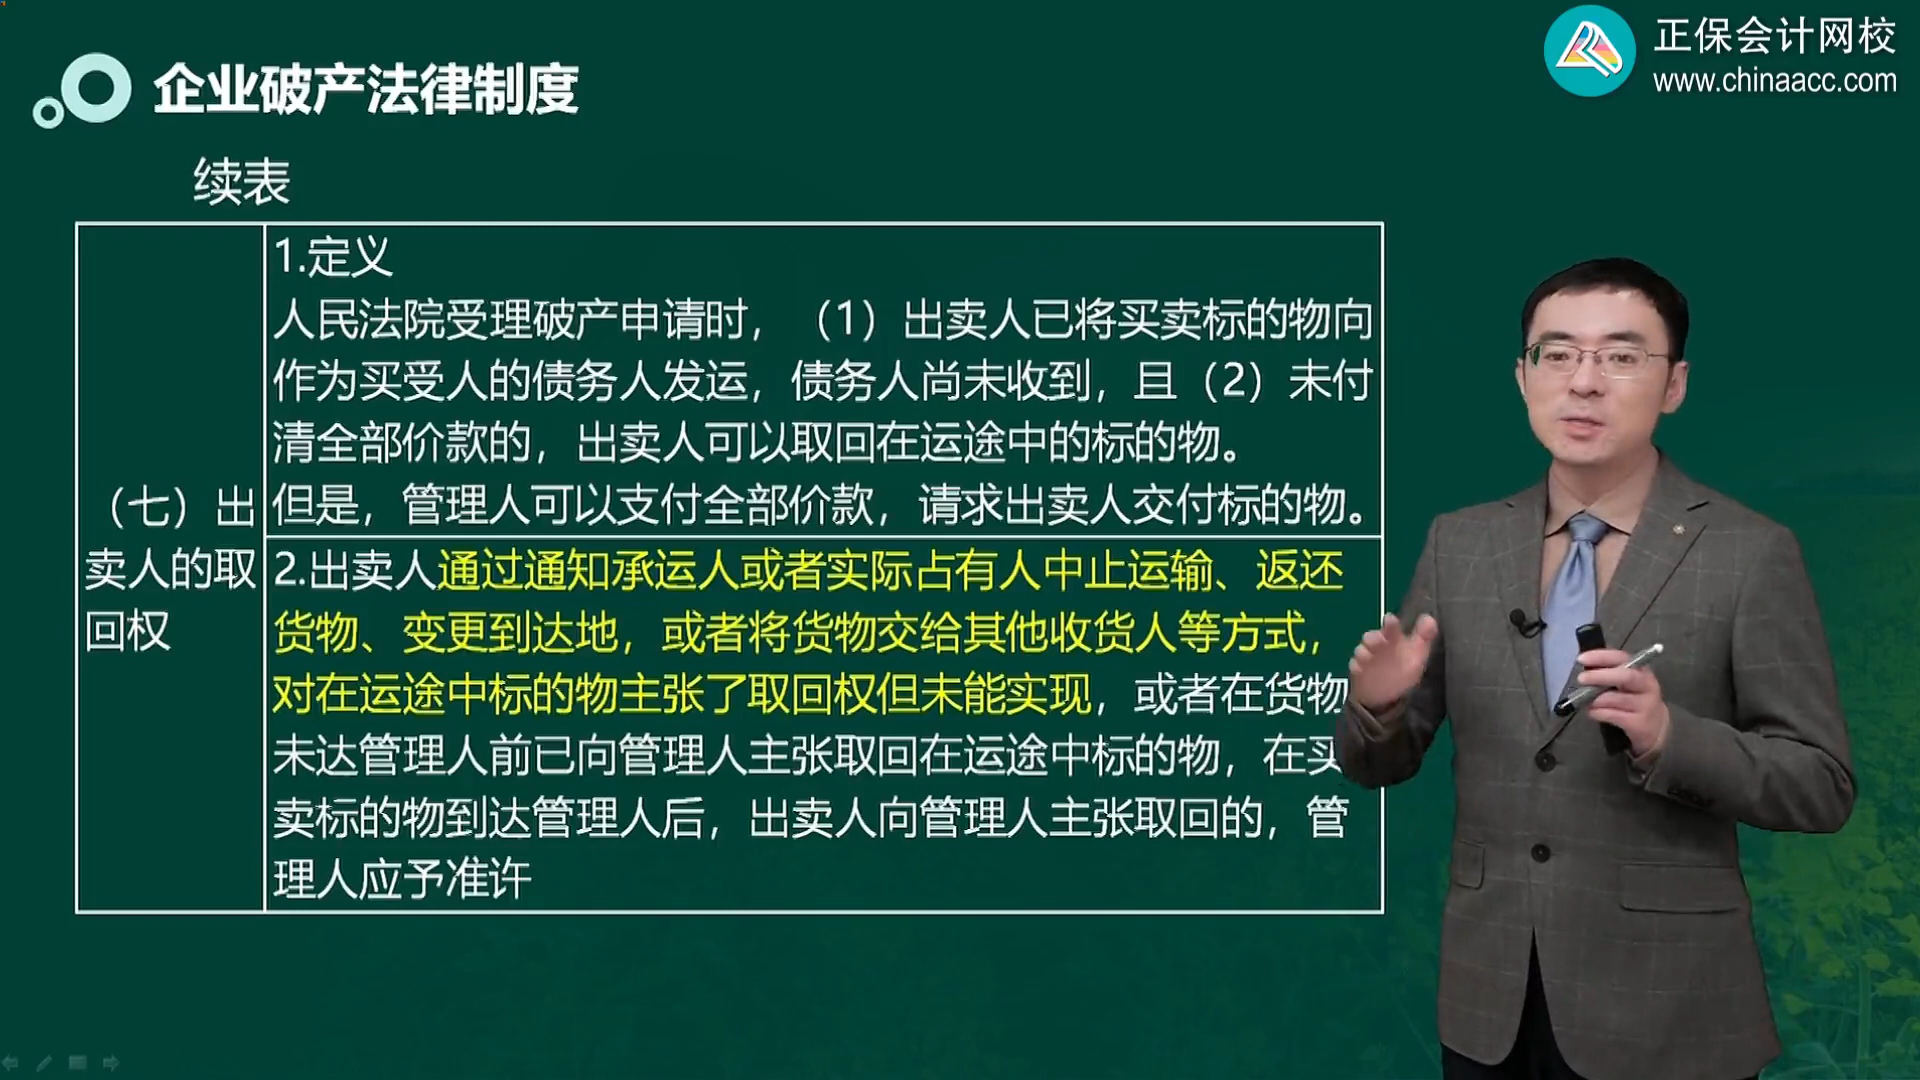 正保会计网校
www.chinaacc.com
企业破产法律制度
续表
（七）出
卖人的取
回权
1.定义
人民法院受理破产申请时，（1）出卖人已将买卖标的物向
作为买受人的债务人发运，债务人尚未收到，且（2）未付
清全部价款的，出卖人可以取回在运途中的标的物。
但是，管理人可以支付全部价款，请求出卖人交付标的物。
2.出卖人通过通知承运人或者实际占有人中止运输、返还
货物、变更到达地，或者将货物交给其他收货人等方式，
对在运途中标的物主张了取回权但未能实现，或者在货物
未达管理人前已向管理人主张取回在运途中标的物，在买
卖标的物到达管理人后，出卖人向管理人主张取回的，管
理人应予准许